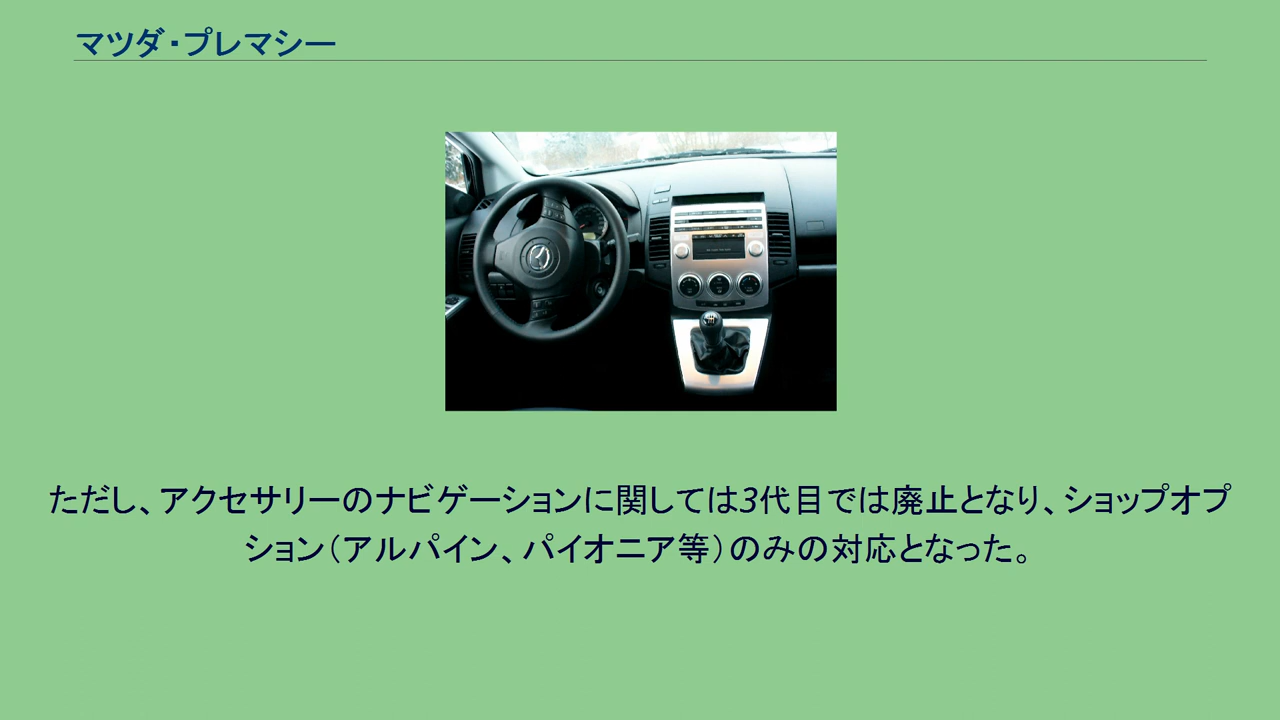 マツダ・プレマシー
ただし、アクセサリーのナビゲーションに関しては3代目では廃止となり、ショップオプ
ション（アルパイン、パイオニア等）のみの対応となった。